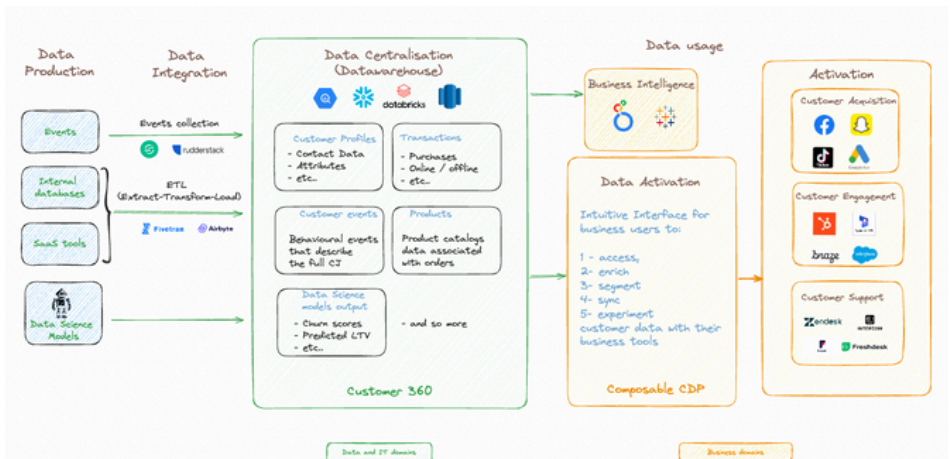 Data
Production
Data
Integration
Data Centralisation
(Datawarehouse)
Data usage
databricks
Business Intelligence
Activation
Events
Events collection
rudderstack
Internal
databases
SaaS tools
ETL
(Extract-Transform-Load)
Fivetran
Airbyte
Data Science
Models
Customer Profiles
- Contact Data
- Attributes
- etc..
Transactions
- Purchases
- Online / offline
- etc..
Customer events
Behavioural events
that describe
the full CJ
Products
Product catalogs
data associated
with orders
Data Science
models output
- Churn scores
- Predicted LTV
- etc..
- and so more
Customer 360
Data Activation
Intuitive Interface for
business users to:
1 - access,
2- enrich
3- segment
4- sync
5- experiment
customer data with their
business tools
Composable CDP
Customer Acquisition
Customer Engagement
braze
Customer Support
zendesk
Freshdesk
Data and IT domains
Business domains